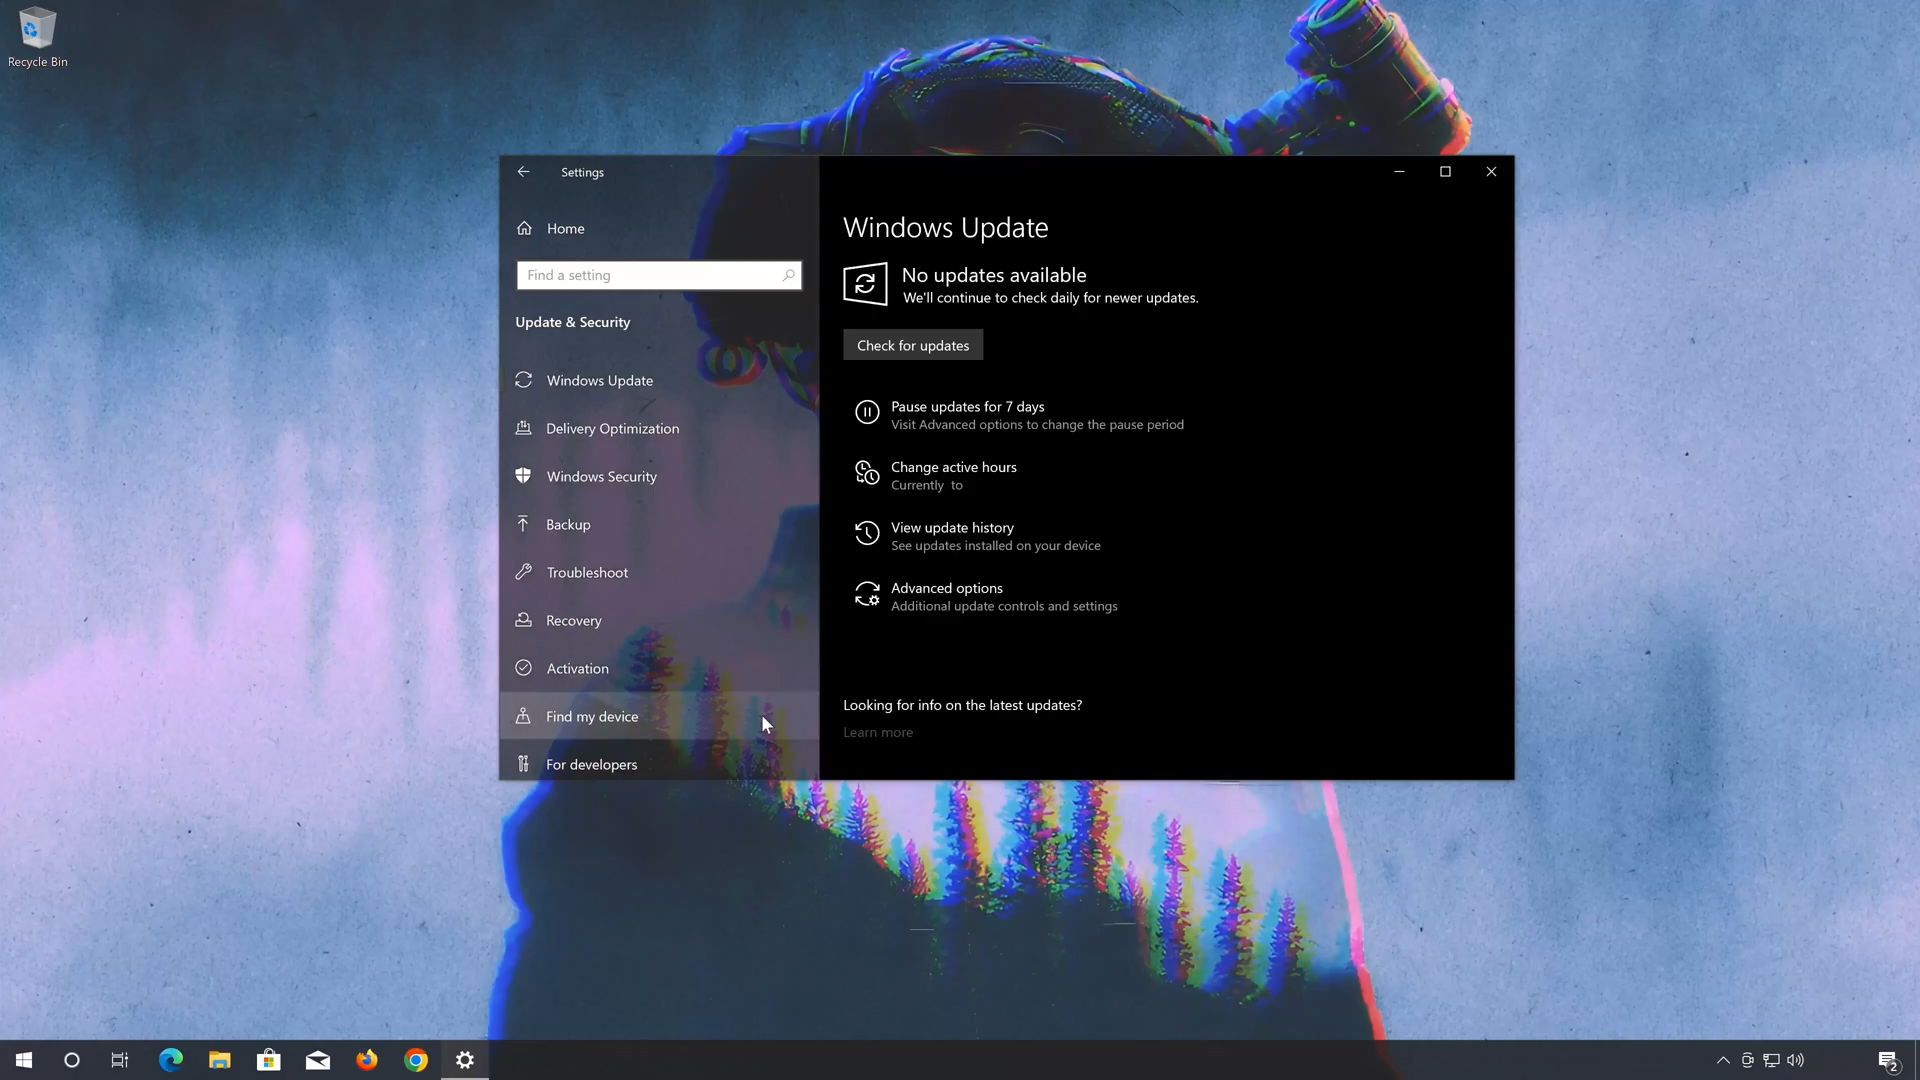 Recycle Bin
Settings
Home
Find a setting
Update & Security
Windows Update
Delivery Optimization
Windows Security
Backup
Troubleshoot
Recovery
Activation
Find my device
For developers
Windows Update
No updates available
We'll continue to check daily for newer updates.
Check for updates
Pause updates for 7 days
Visit Advanced options to change the pause period
Change active hours
Currently  to
View update history
See updates installed on your device
Advanced options
Additional update controls and settings
Looking for info on the latest updates?
Learn more
2